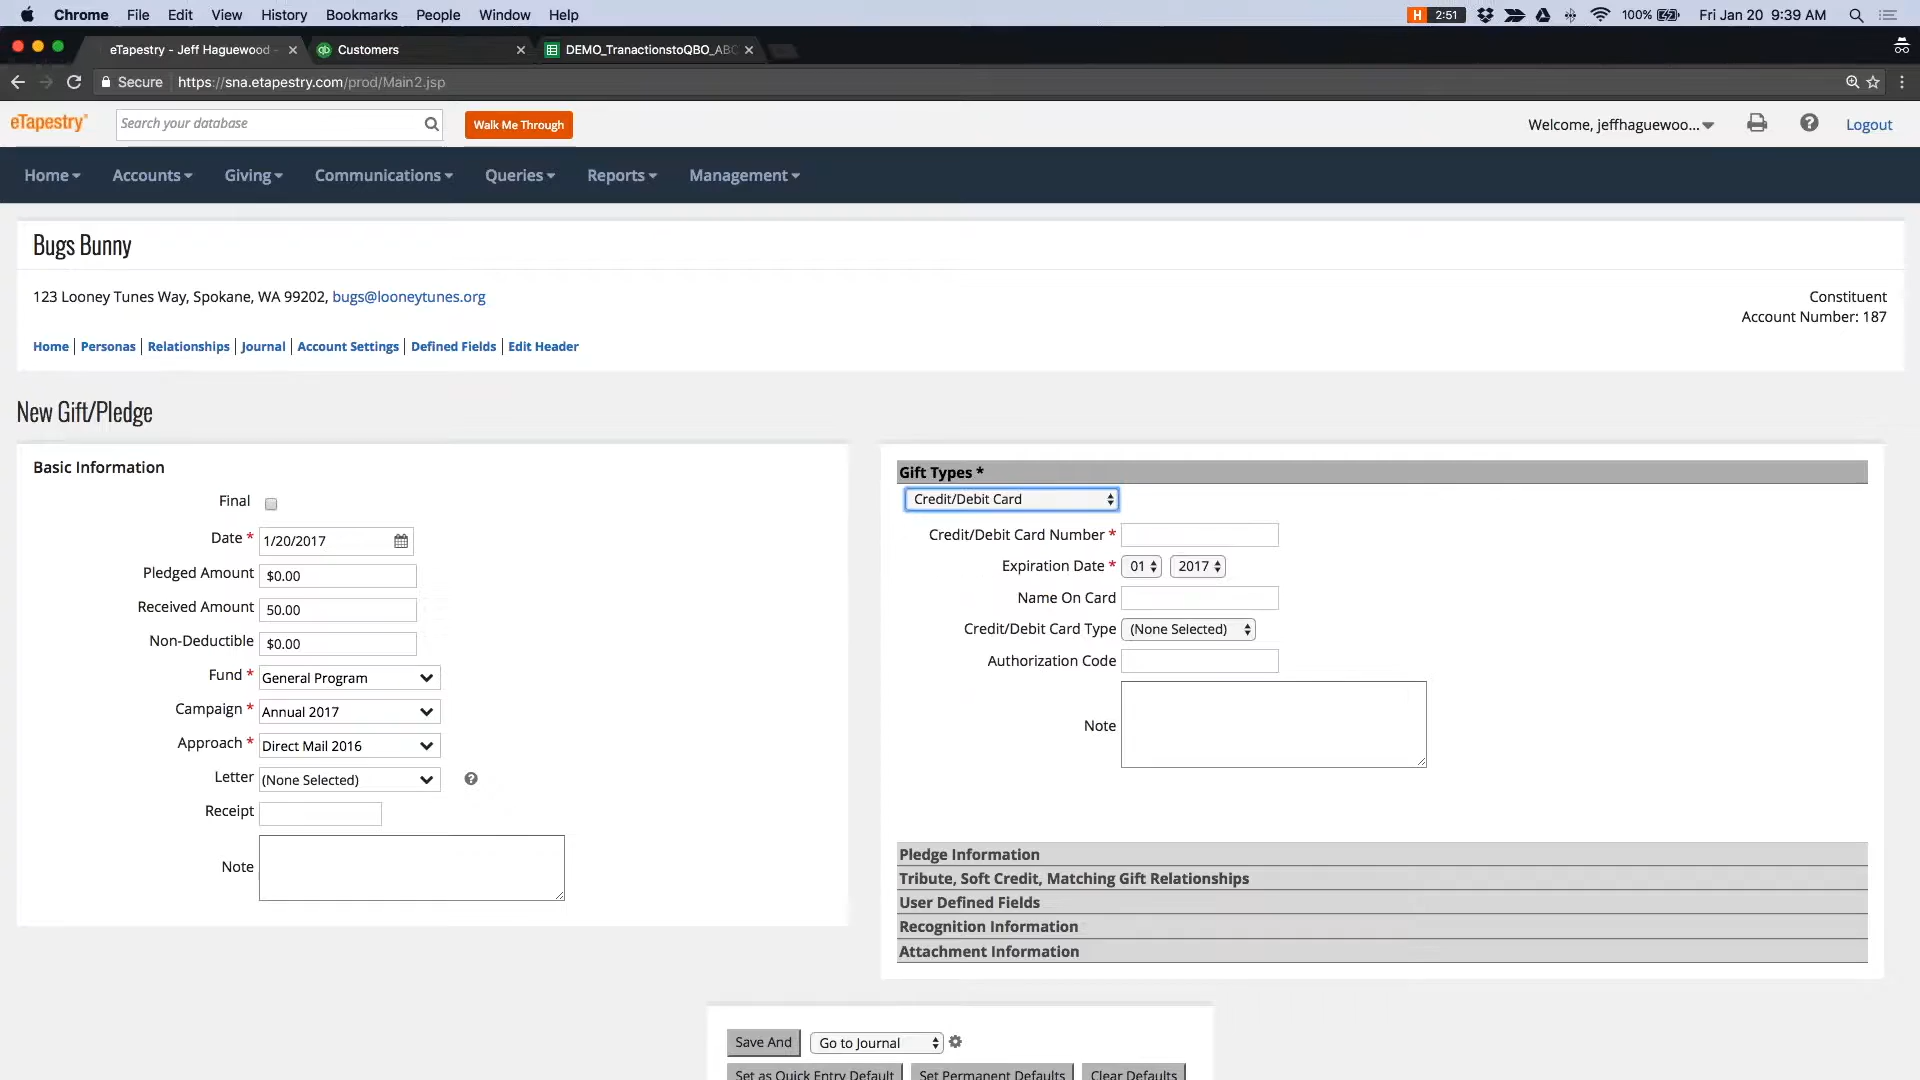 Chrome File Edit View History Bookmarks People Window Help H 2:51 100% Fri Jan 20 9:39 AM
eTapestry - Jeff Haguewood - qb Customers DEMO_TranactionstoQBO_ABC
Secure https://sna.etapestry.com/prod/Main2.jsp
eTapestry Search your database Walk Me Through Welcome, jeffhaguewoo... Logout
Home Accounts Giving Communications Queries Reports Management
Bugs Bunny
123 Looney Tunes Way, Spokane, WA 99202, bugs@looneytunes.org
Constituent
Account Number: 187
Home Personas Relationships Journal Account Settings Defined Fields Edit Header
New Gift/Pledge
Basic Information
Final
Date * 1/20/2017
Pledged Amount $0.00
Received Amount 50.00
Non-Deductible $0.00
Fund * General Program
Campaign * Annual 2017
Approach * Direct Mail 2016
Letter (None Selected) ?
Receipt
Note
Gift Types *
Credit/Debit Card
Credit/Debit Card Number *
Expiration Date * 01 2017
Name On Card
Credit/Debit Card Type (None Selected)
Authorization Code
Note
Pledge Information
Tribute, Soft Credit, Matching Gift Relationships
User Defined Fields
Recognition Information
Attachment Information
Save And Go to Journal
Set as Quick Entry Default Set Permanent Defaults Clear Defaults